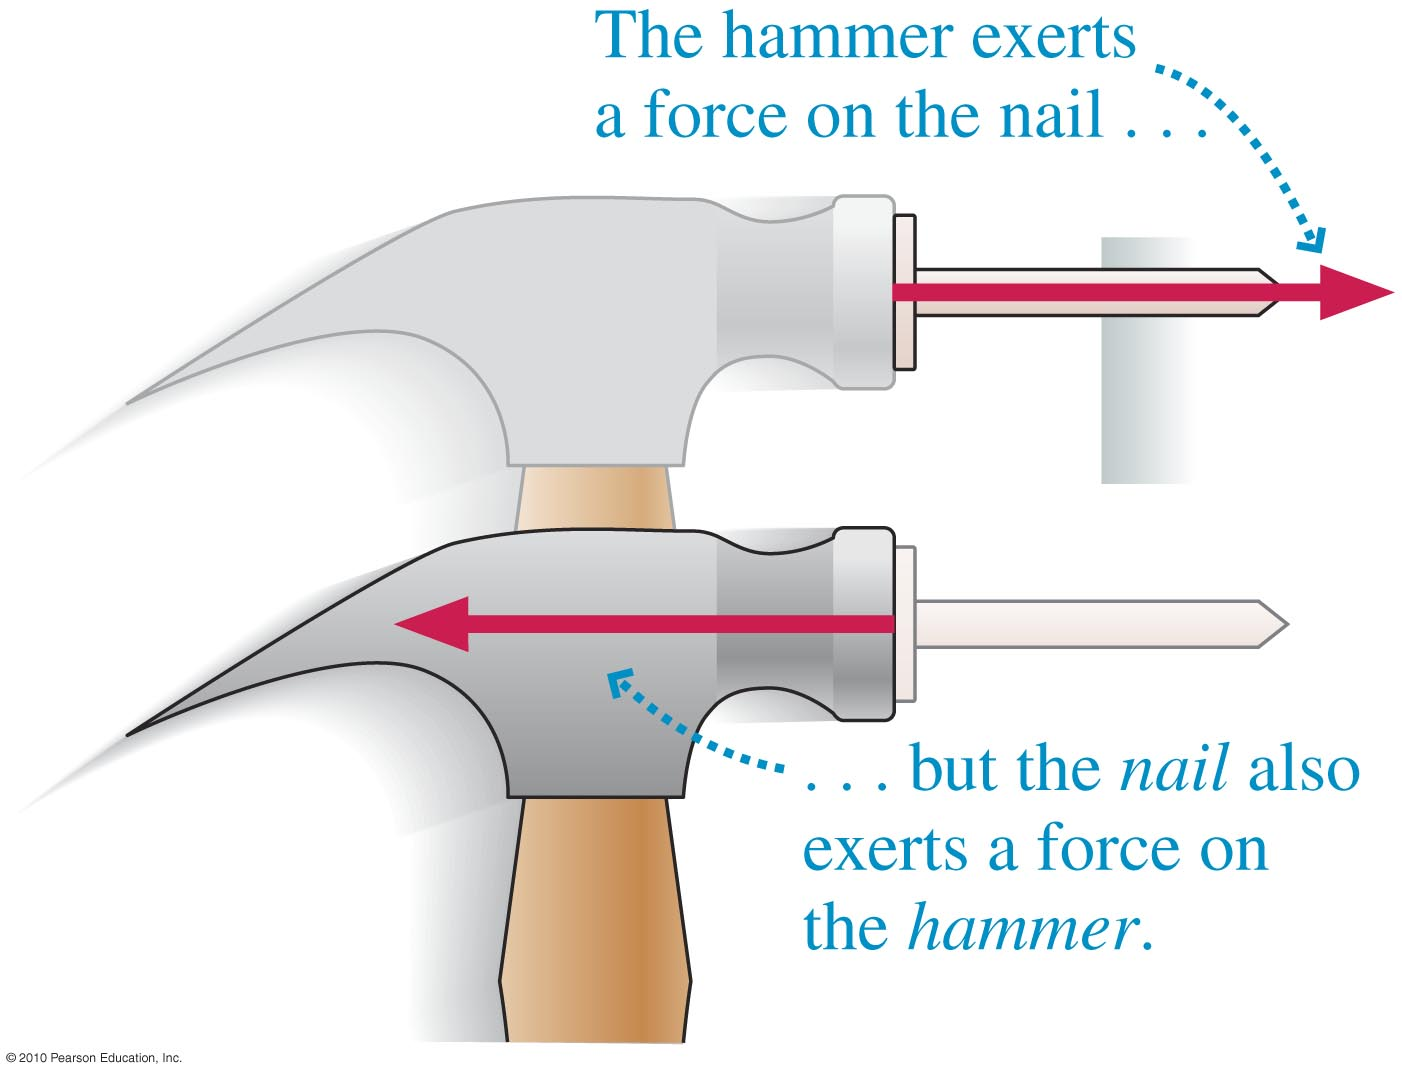 The hammer exerts
a force on the nail . . .
. . . but the nail also
exerts a force on
the hammer.
© 2010 Pearson Education, Inc.